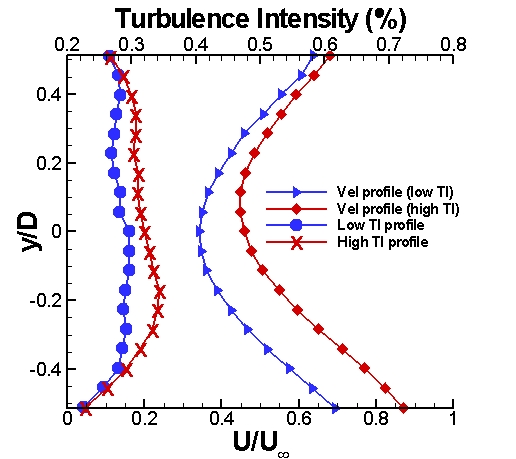 Turbulence Intensity (%)
0.2 0.3 0.4 0.5 0.6 0.7 0.8
0.4
0.2
0
-0.2
-0.4
y/D
Vel profile (low TI)
Vel profile (high TI)
Low TI profile
High TI profile
0 0.2 0.4 0.6 0.8 1
U/U∞